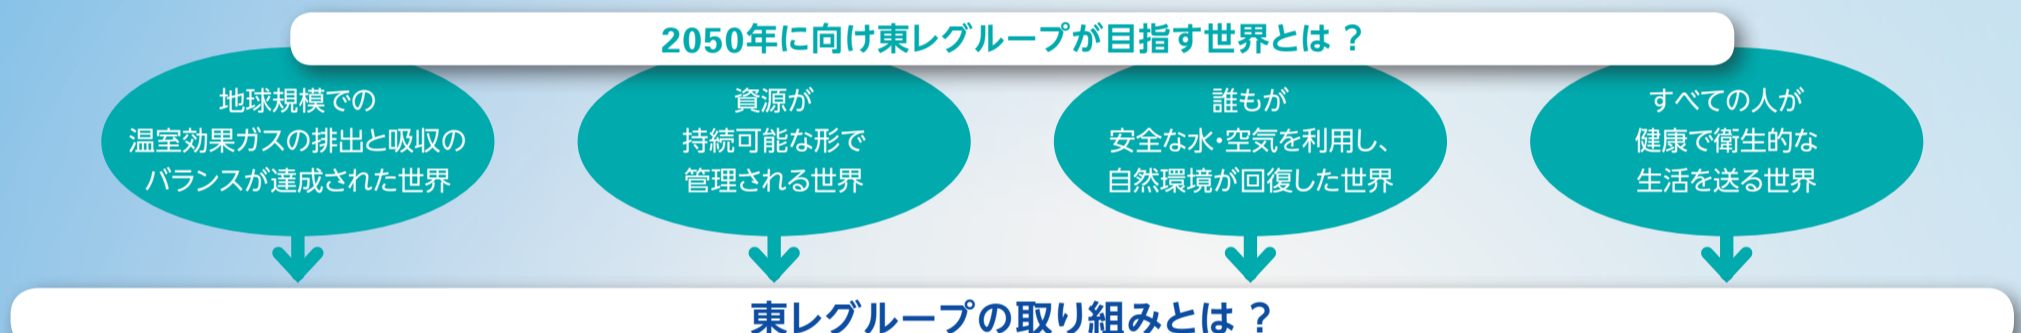 2050年に向け東レグループが目指す世界とは？
地球規模での
温室効果ガスの排出と吸収の
バランスが達成された世界
資源が
持続可能な形で
管理される世界
誰もが
安全な水・空気を利用し、
自然環境が回復した世界
すべての人が
健康で衛生的な
生活を送る世界
東レグループの取り組みとは？